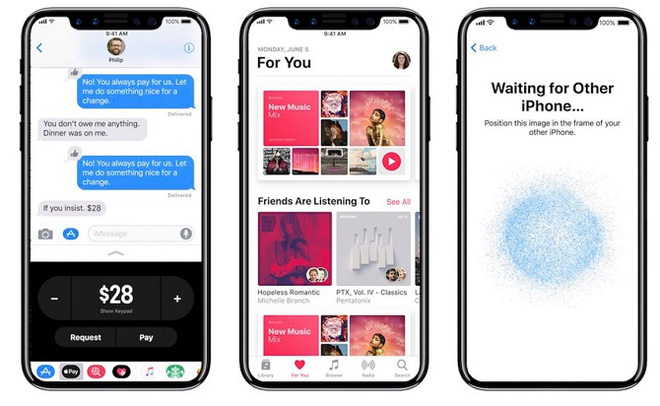 9:41 AM
100%
Philip
No! You always pay for us. Let
me do something nice for a
change.
Delivered
You don't owe me anything.
Dinner was on me.
No! You always pay for us. Let
me do something nice for a
change.
Delivered
If you insist. $28
iMessage
−
$28
+
Show Keypad
Request
Pay
Pay
9:41 AM
100%
MONDAY, JUNE 5
For You
New Music
Mix
Friends Are Listening To
See All
Hopeless Romantic
Michelle Branch
PTX, Vol. IV - Classics
Pentatonix
New Music
Mix
Library
For You
Browse
Radio
Search
100%
Back
Waiting for Other
iPhone...
Position this image in the frame of your
other iPhone.